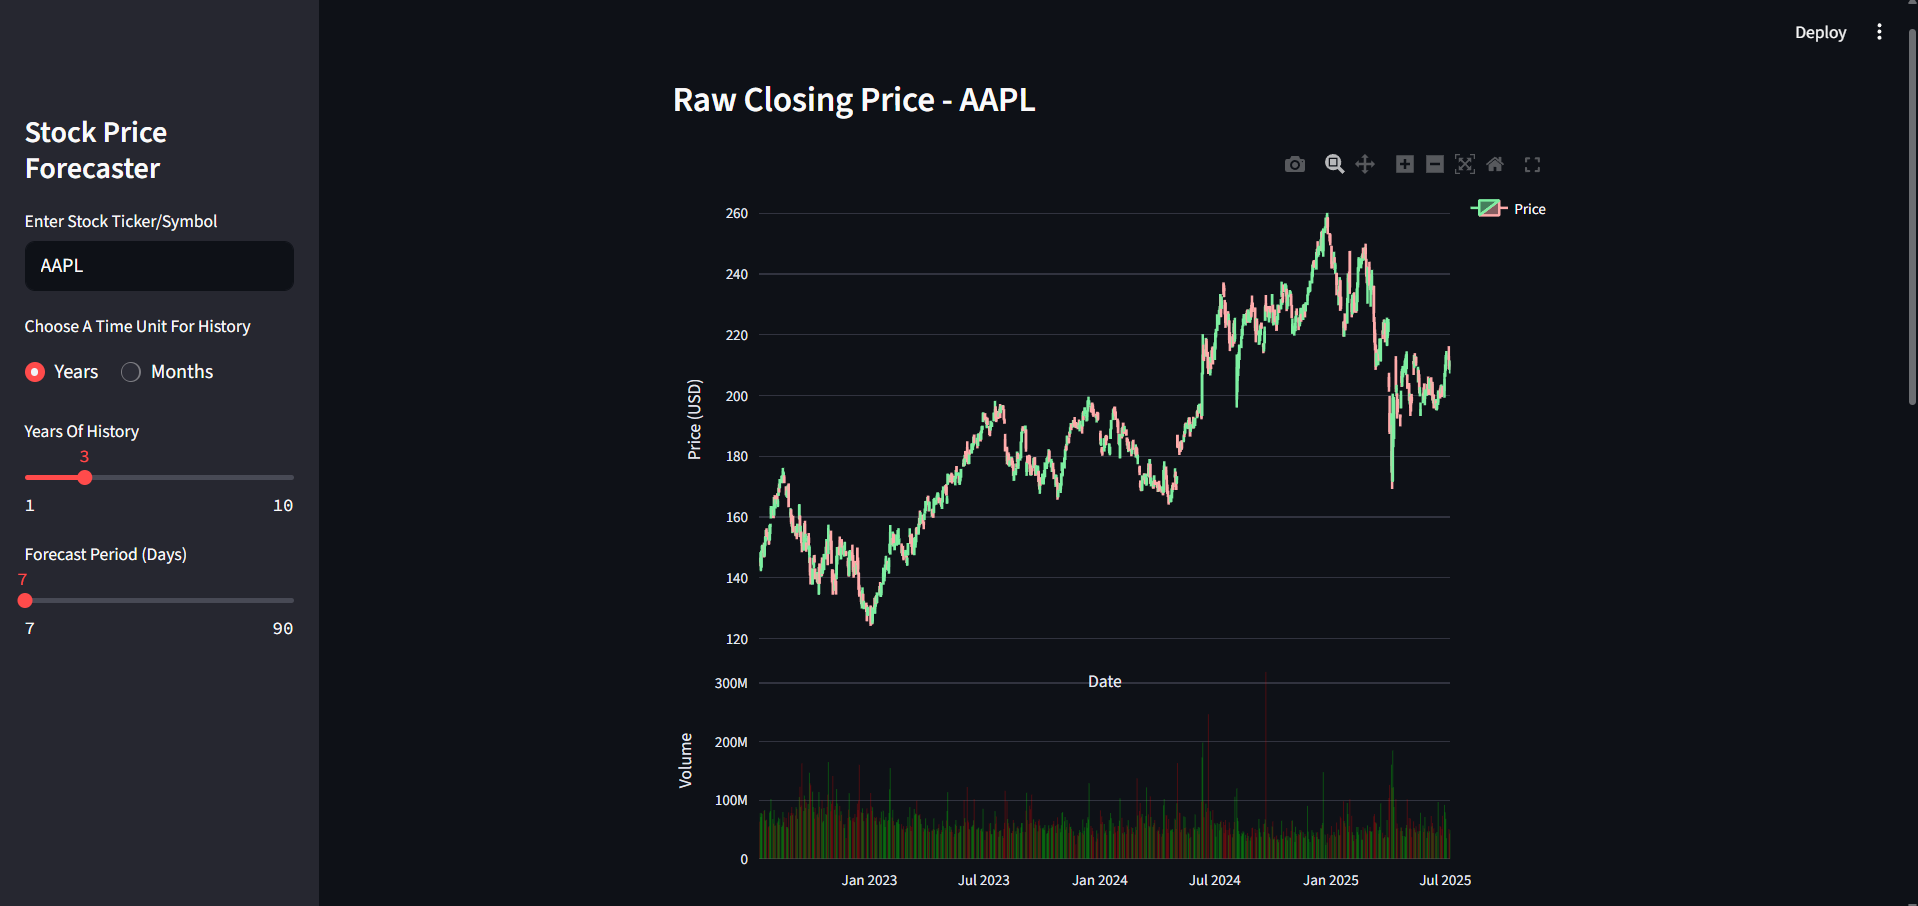 Deploy
Stock Price
Forecaster
Enter Stock Ticker/Symbol
AAPL
Choose A Time Unit For History
Years
Months
Years Of History
3
1
10
Forecast Period (Days)
7
7
90
Raw Closing Price - AAPL
Price
Price (USD)
260
240
220
200
180
160
140
120
Date
Volume
300M
200M
100M
0
Jan 2023
Jul 2023
Jan 2024
Jul 2024
Jan 2025
Jul 2025